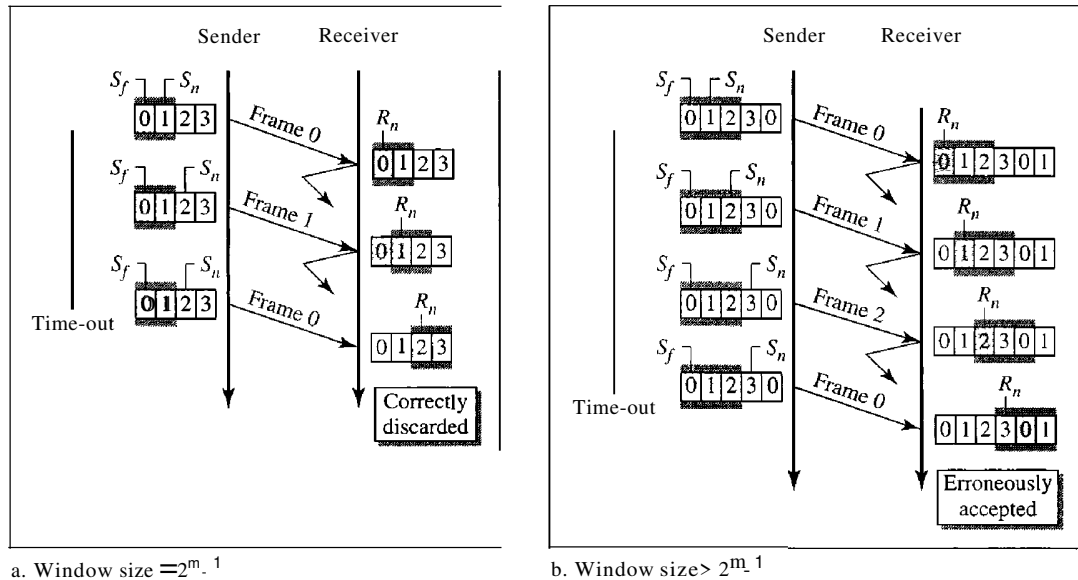 Sender Receiver
S_f S_n
0 1 2 3
Frame 0
R_n
0 1 2 3
S_f S_n
0 1 2 3
Frame 1
R_n
0 1 2 3
S_f S_n
0 1 2 3
Frame 0
R_n
0 1 2 3
Time-out
Correctly
discarded
a. Window size =2^m-1
Sender Receiver
S_f S_n
0 1 2 3 0
Frame 0
R_n
0 1 2 3 0 1
S_f S_n
0 1 2 3 0
Frame 1
R_n
0 1 2 3 0 1
S_f S_n
0 1 2 3 0
Frame 2
R_n
0 1 2 3 0 1
S_f S_n
0 1 2 3 0
Frame 0
R_n
0 1 2 3 0 1
Time-out
Erroneously
accepted
b. Window size> 2^m-1